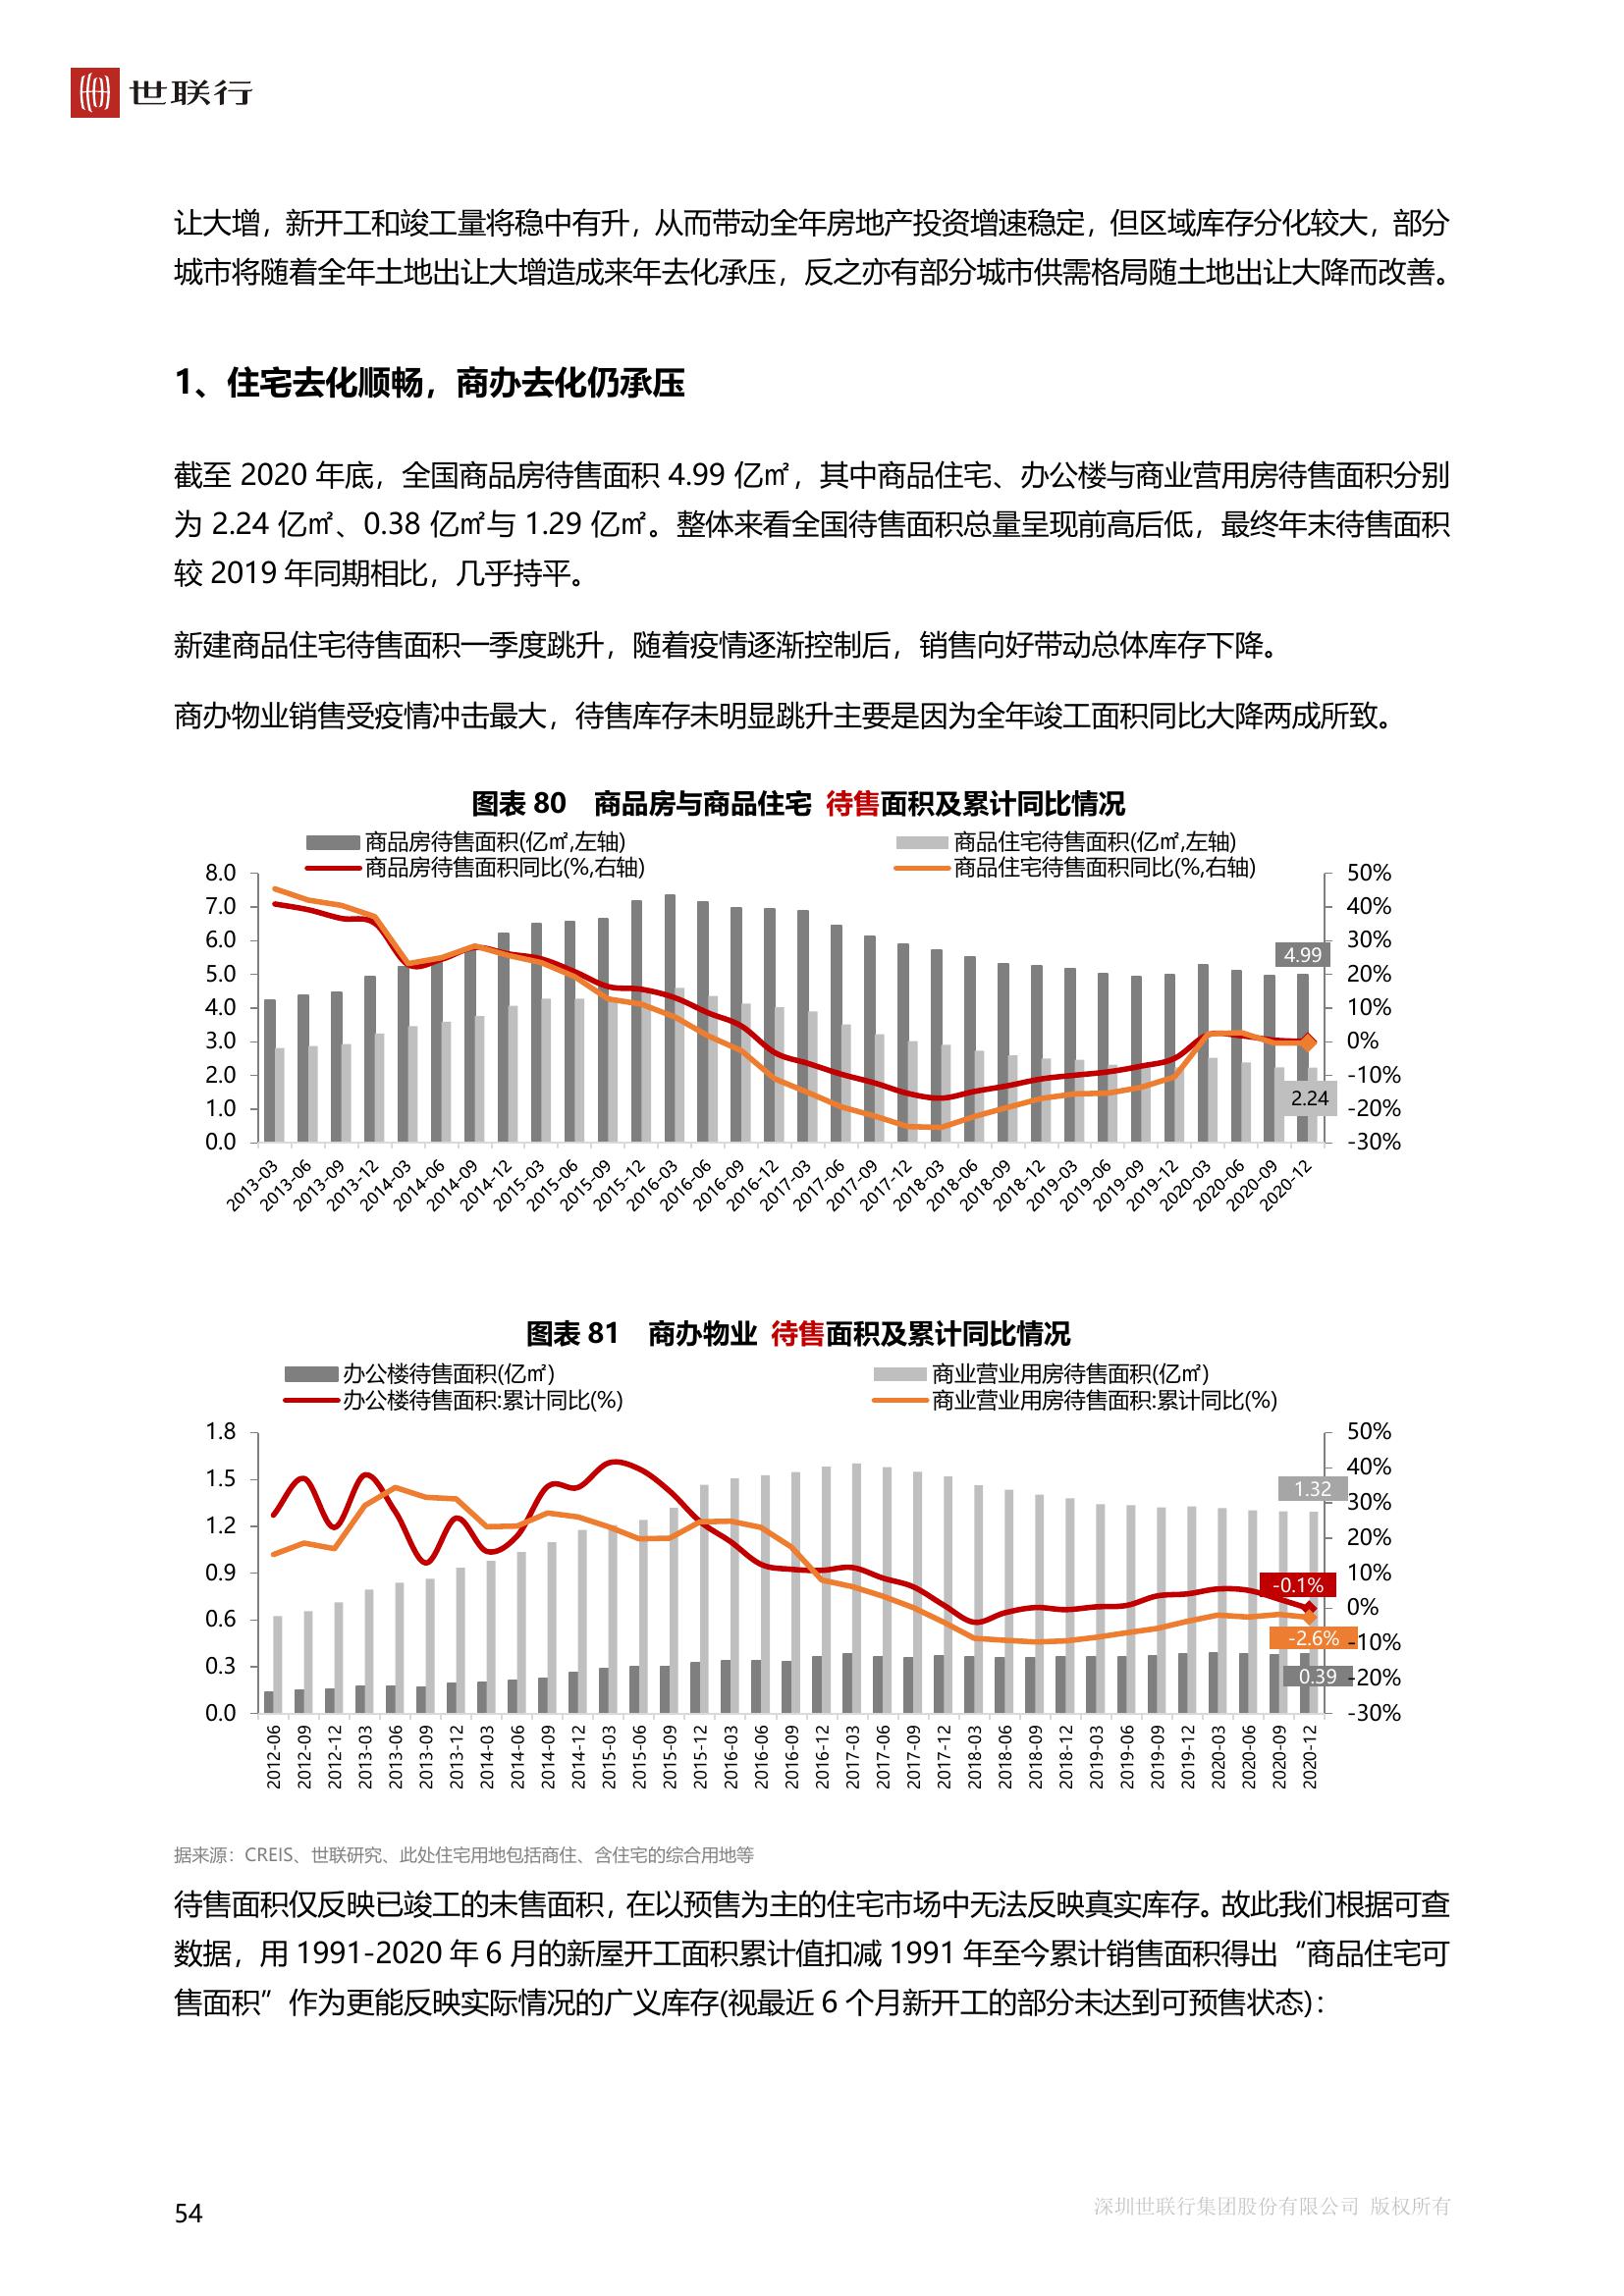 世联行
让大增，新开工和竣工量将稳中有升，从而带动全年房地产投资增速稳定，但区域库存分化较大，部分
城市将随着全年土地出让大增造成来年去化承压，反之亦有部分城市供需格局随土地出让大降而改善。
1、住宅去化顺畅，商办去化仍承压
截至 2020 年底，全国商品房待售面积 4.99 亿㎡，其中商品住宅、办公楼与商业营用房待售面积分别
为 2.24 亿㎡、0.38 亿㎡与 1.29 亿㎡。整体来看全国待售面积总量呈现前高后低，最终年末待售面积
较 2019 年同期相比，几乎持平。
新建商品住宅待售面积一季度跳升，随着疫情逐渐控制后，销售向好带动总体库存下降。
商办物业销售受疫情冲击最大，待售库存未明显跳升主要是因为全年竣工面积同比大降两成所致。
图表 80 商品房与商品住宅 待售面积及累计同比情况
商品房待售面积(亿㎡,左轴) 商品住宅待售面积(亿㎡,左轴)
商品房待售面积同比(%,右轴) 商品住宅待售面积同比(%,右轴)
8.0 50%
7.0 40%
6.0 30%
4.99
5.0 20%
4.0 10%
3.0 0%
2.0 -10%
2.24
1.0 -20%
0.0 -30%
2013-03 2013-06 2013-09 2013-12 2014-03 2014-06 2014-09 2014-12 2015-03 2015-06 2015-09 2015-12 2016-03 2016-06 2016-09 2016-12 2017-03 2017-06 2017-09 2017-12 2018-03 2018-06 2018-09 2018-12 2019-03 2019-06 2019-09 2019-12 2020-03 2020-06 2020-09 2020-12
图表 81 商办物业 待售面积及累计同比情况
办公楼待售面积(亿㎡) 商业营业用房待售面积(亿㎡)
办公楼待售面积:累计同比(%) 商业营业用房待售面积:累计同比(%)
1.8 50%
1.5 40%
1.32
30%
1.2 20%
0.9 10%
-0.1%
0.6 0%
-2.6%
-10%
0.3 -20%
0.39
0.0 -30%
2012-06 2012-09 2012-12 2013-03 2013-06 2013-09 2013-12 2014-03 2014-06 2014-09 2014-12 2015-03 2015-06 2015-09 2015-12 2016-03 2016-06 2016-09 2016-12 2017-03 2017-06 2017-09 2017-12 2018-03 2018-06 2018-09 2018-12 2019-03 2019-06 2019-09 2019-12 2020-03 2020-06 2020-09 2020-12
据来源：CREIS、世联研究、此处住宅用地包括商住、含住宅的综合用地等
待售面积仅反映已竣工的未售面积，在以预售为主的住宅市场中无法反映真实库存。故此我们根据可查
数据，用 1991-2020 年 6 月的新屋开工面积累计值扣减 1991 年至今累计销售面积得出“商品住宅可
售面积”作为更能反映实际情况的广义库存(视最近 6 个月新开工的部分未达到可预售状态)：
54
深圳世联行集团股份有限公司 版权所有